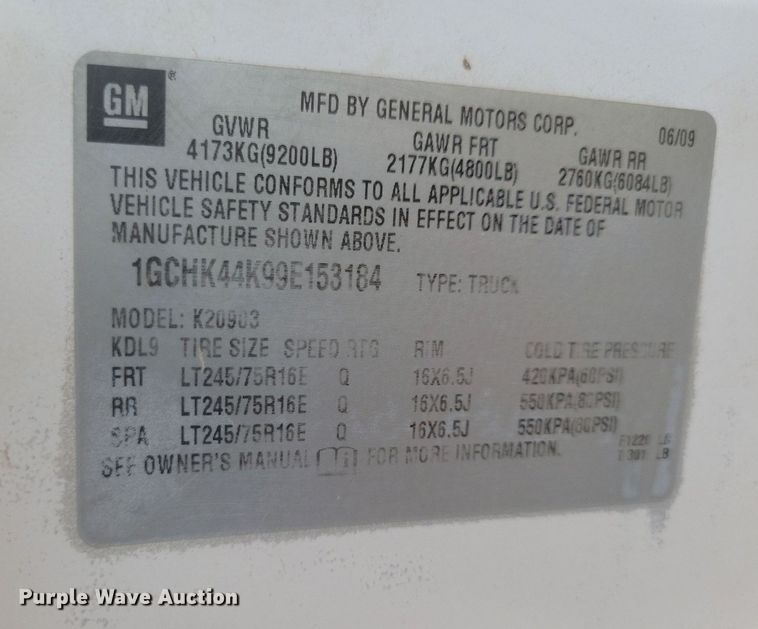 GM ®
MFD BY GENERAL MOTORS CORP. 06/09
GVWR GAWR FRT GAWR RR
4173KG(9200LB) 2177KG(4800LB) 2760KG(6084LB)
THIS VEHICLE CONFORMS TO ALL APPLICABLE U.S. FEDERAL MOTOR
VEHICLE SAFETY STANDARDS IN EFFECT ON THE DATE OF
MANUFACTURE SHOWN ABOVE.
1GCHK44K99E153184 TYPE: TRUCK
MODEL: K20903
KDL9 TIRE SIZE SPEED RTG RIM COLD TIRE PRESSURE
FRT LT245/75R16E Q 16X6.5J 420KPA(60PSI)
RR LT245/75R16E Q 16X6.5J 550KPA(80PSI)
SPA LT245/75R16E Q 16X6.5J 550KPA(80PSI)
SEE OWNER'S MANUAL FOR MORE INFORMATION.
LB
LB
Purple Wave Auction